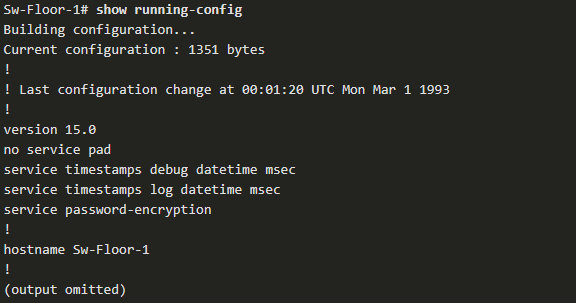 Sw-Floor-1# show running-config
Building configuration...
Current configuration : 1351 bytes
!
! Last configuration change at 00:01:20 UTC Mon Mar 1 1993
!
version 15.0
no service pad
service timestamps debug datetime msec
service timestamps log datetime msec
service password-encryption
!
hostname Sw-Floor-1
!
(output omitted)